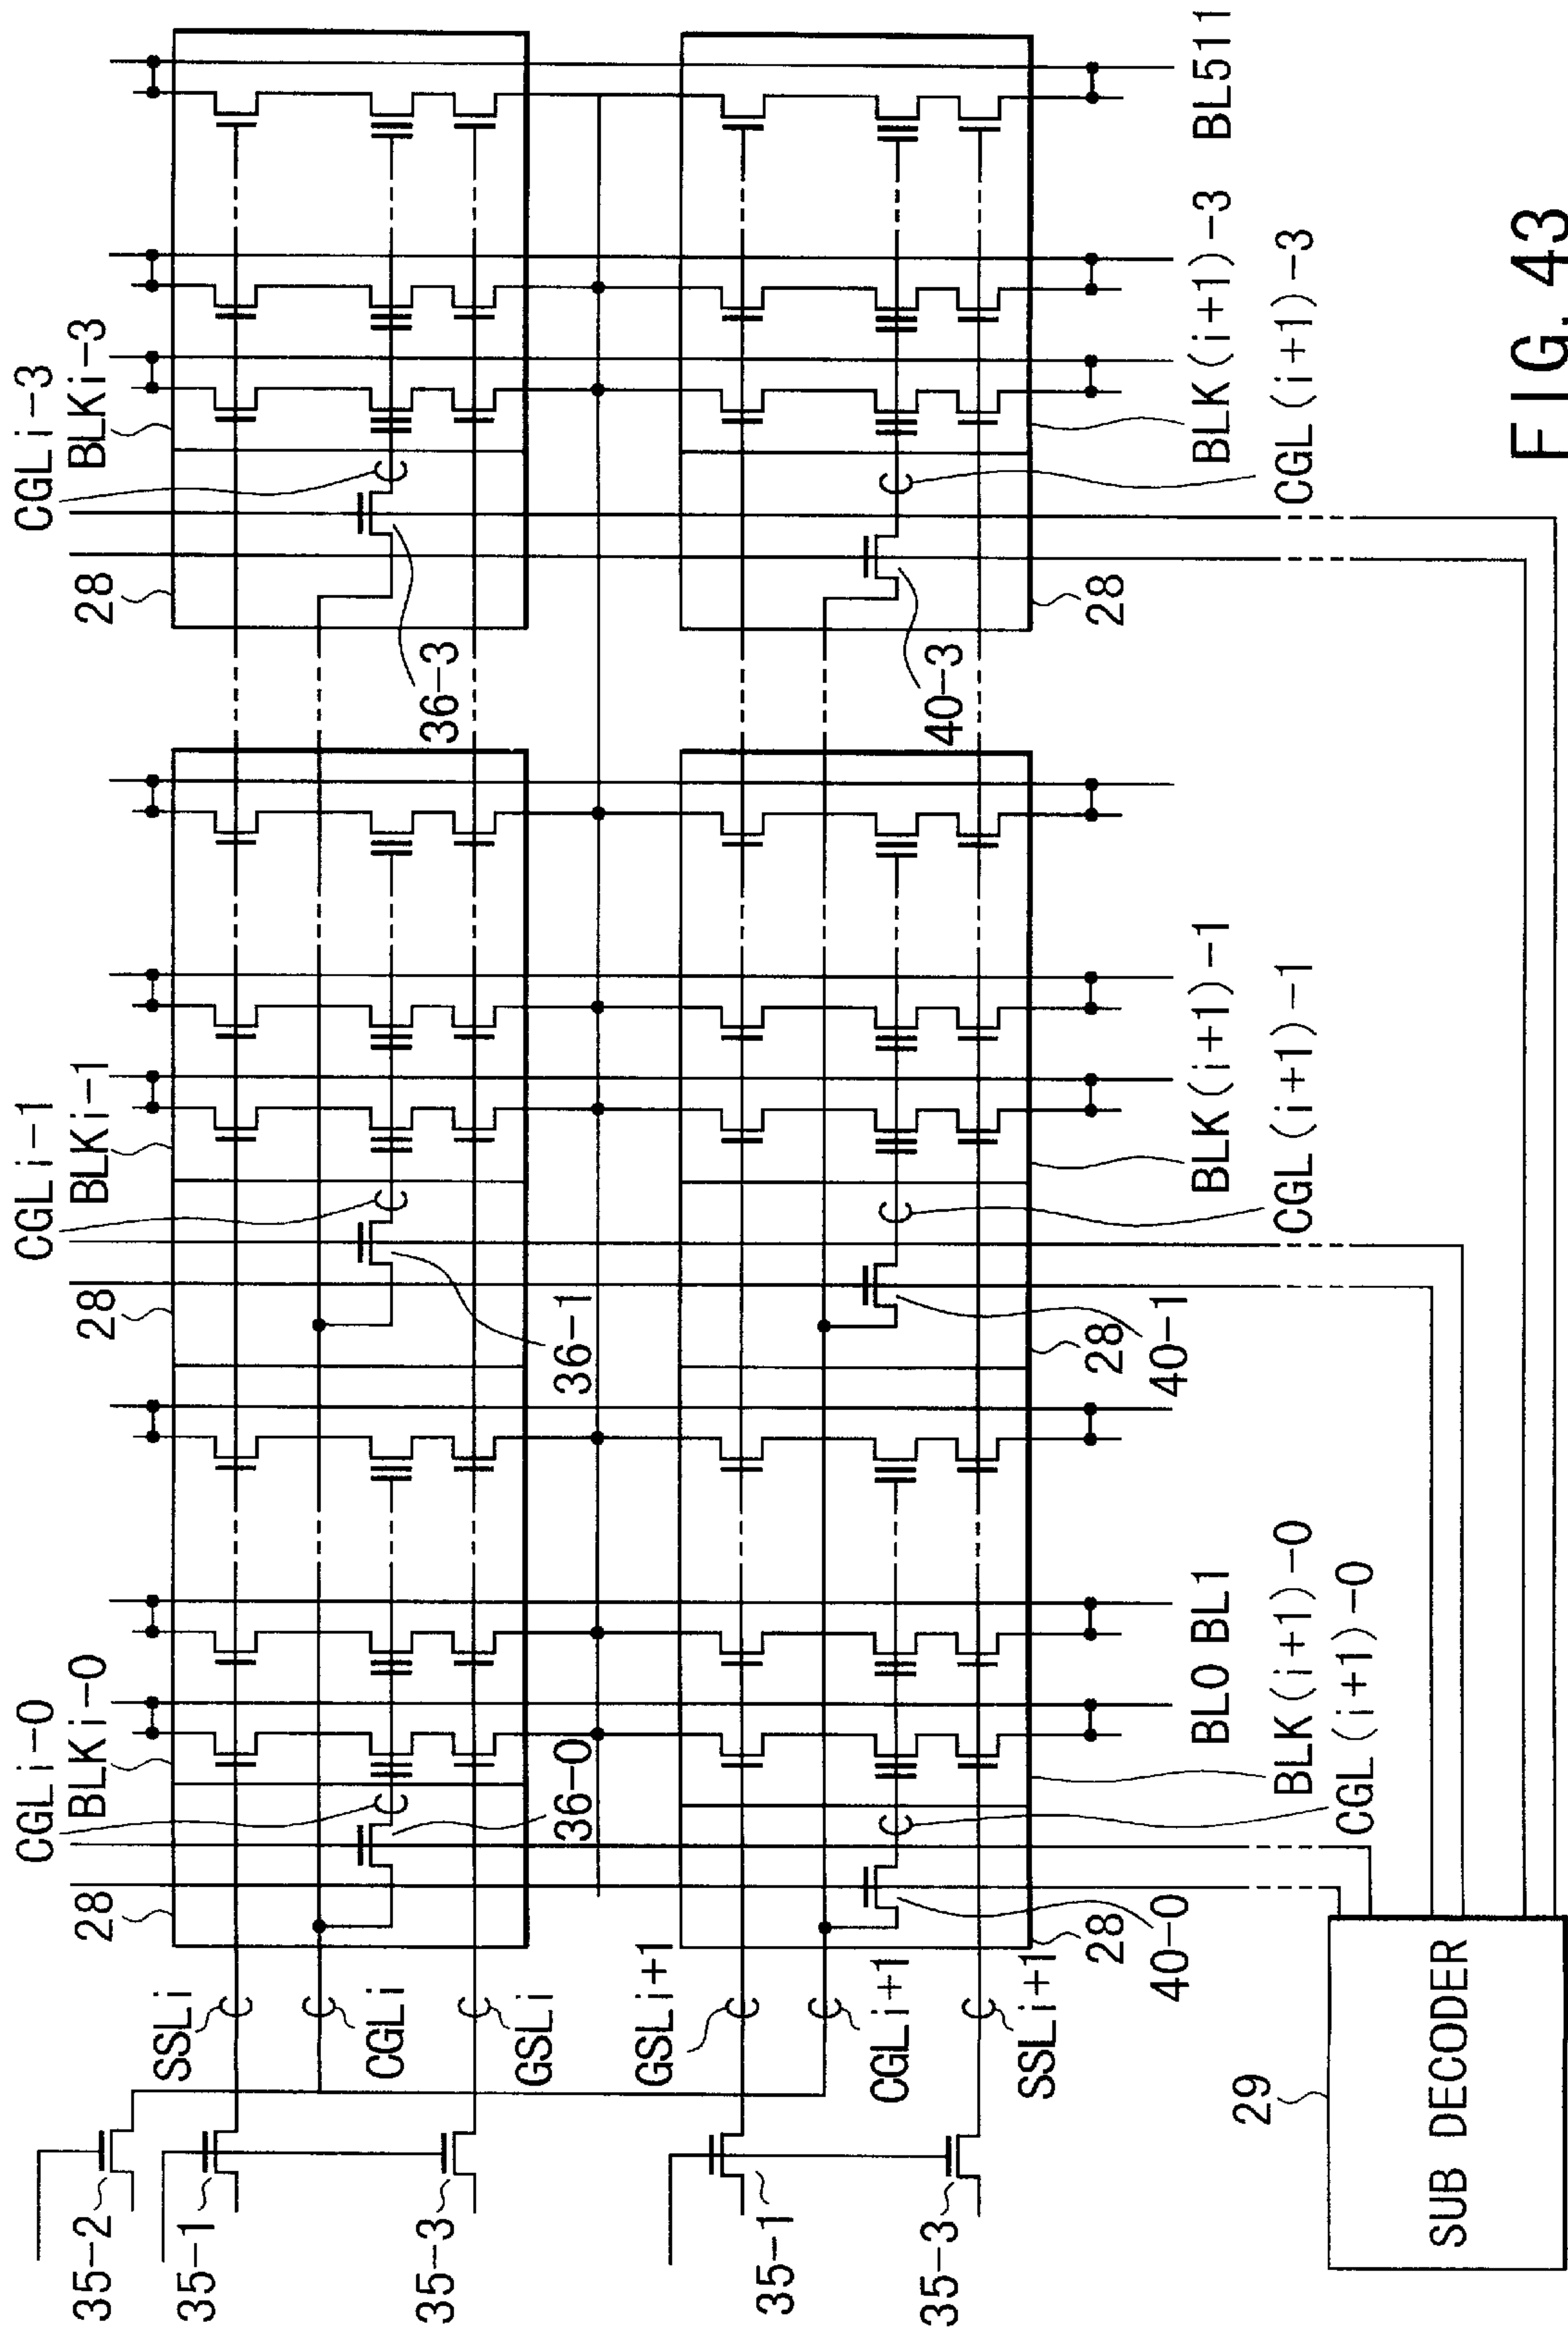 CGLi-0
BLKi-0
CGLi-1
BLKi-1
CGLi-3
BLKi-3
28
28
28
35-2
35-1
SSLi
CGLi
35-3
GSLi
36-0
36-1
36-3
35-1
GSLi+1
CGLi+1
35-3
SSLi+1
28
40-0
28
40-1
40-3
28
BL0 BL1
BL511
BLK(i+1)-0
CGL(i+1)-0
BLK(i+1)-1
CGL(i+1)-1
BLK(i+1)-3
CGL(i+1)-3
29
SUB DECODER
FIG. 43